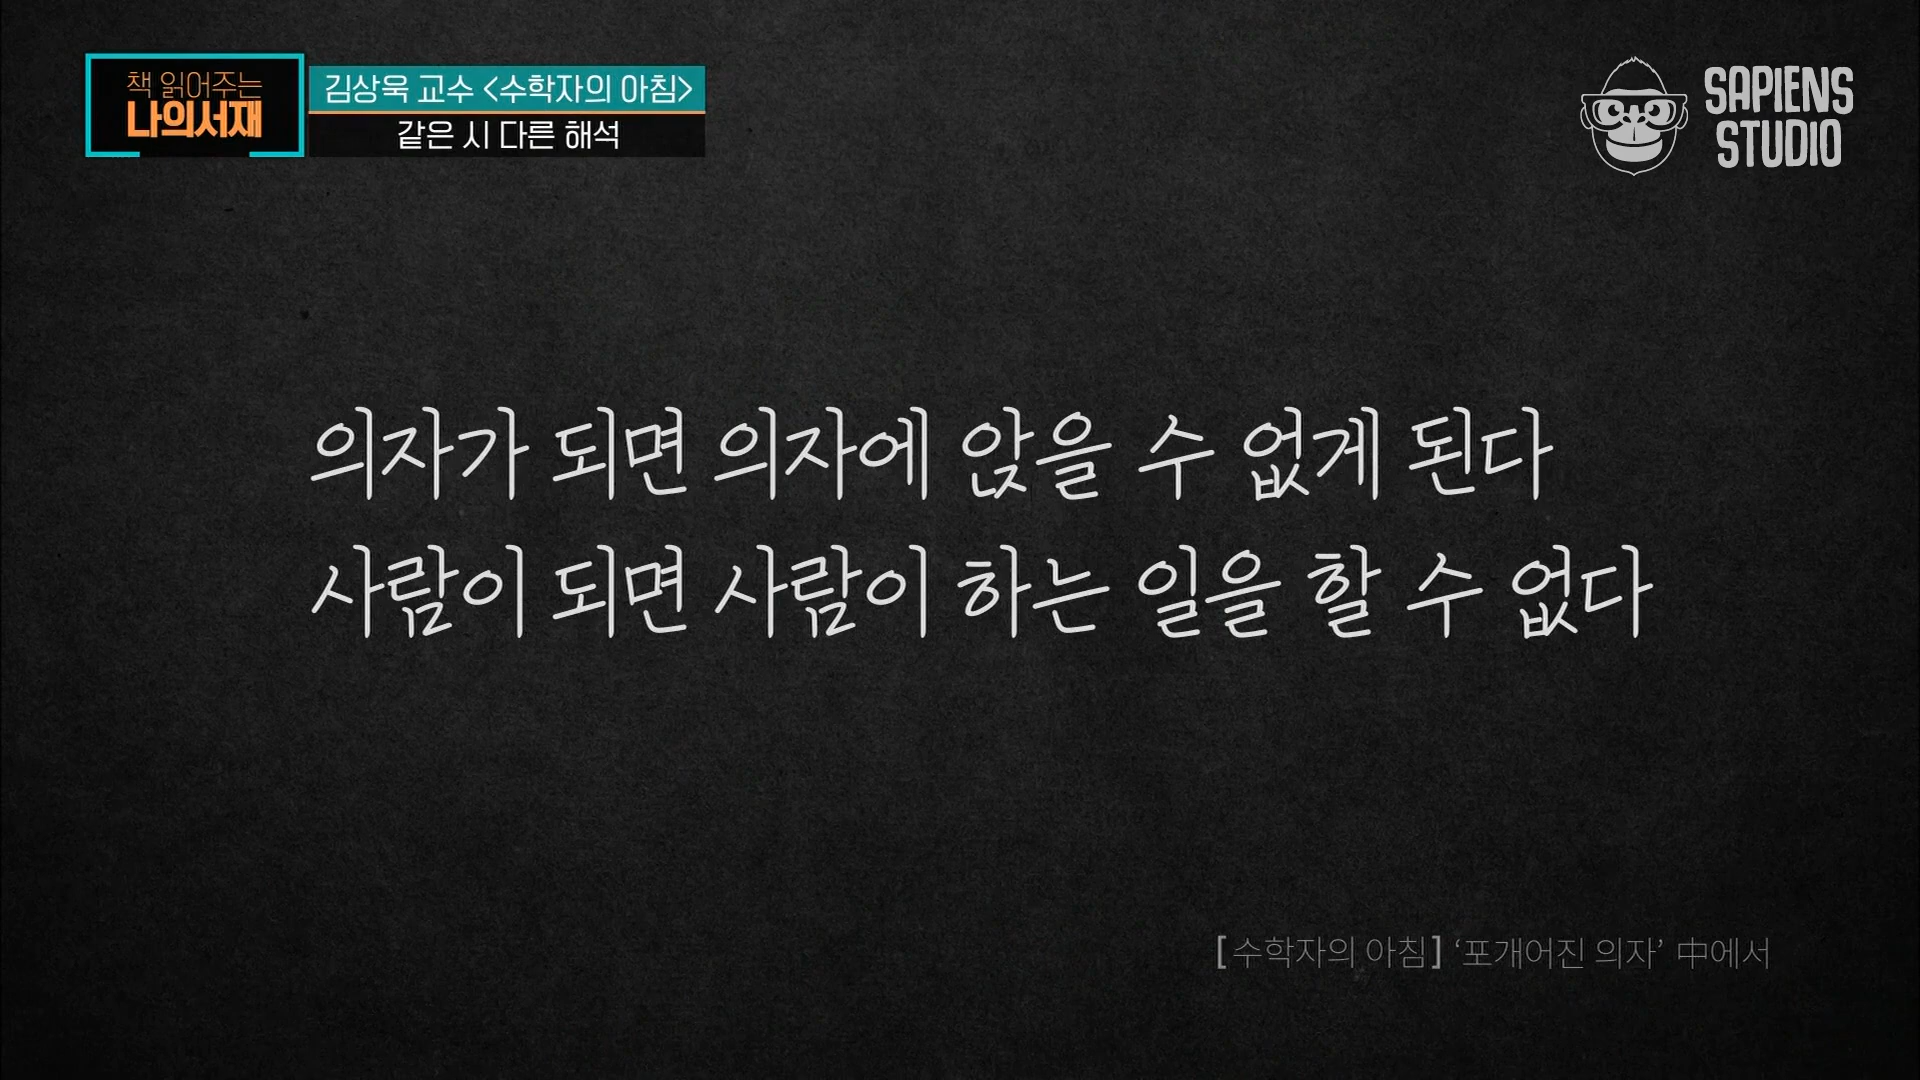 책 읽어주는
나의서재
김상욱 교수 <수학자의 아침>
같은 시 다른 해석
SAPIENS
STUDIO
의자가 되면 의자에 앉을 수 없게 된다
사람이 되면 사람이 하는 일을 할 수 없다
[수학자의 아침] ‘포개어진 의자’ 中에서